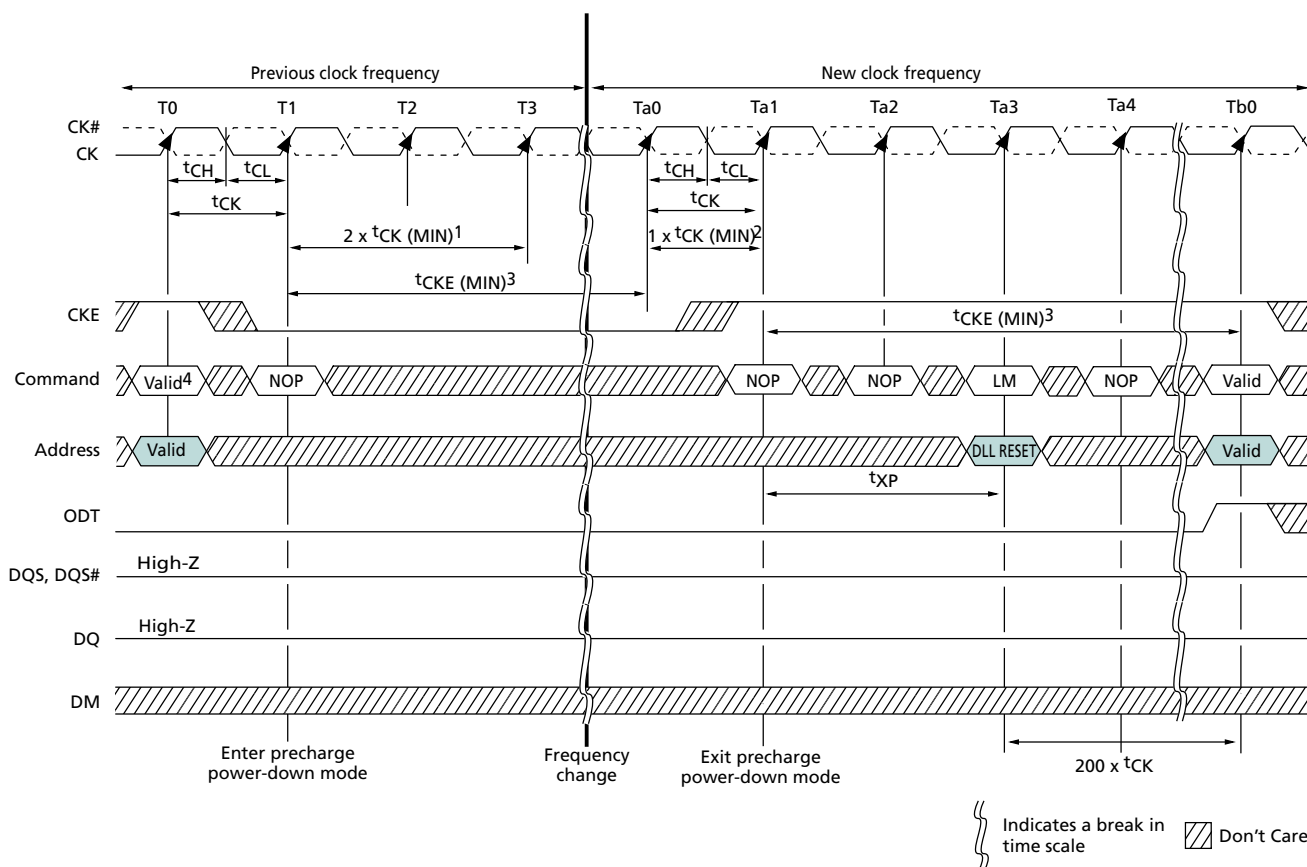 Previous clock frequency
New clock frequency
T0 T1 T2 T3 Ta0 Ta1 Ta2 Ta3 Ta4 Tb0
CK#
CK
tCH tCL tCH tCL
tCK tCK
2 x tCK (MIN)1 1 x tCK (MIN)2
tCKE (MIN)3
CKE
tCKE (MIN)3
Command Valid4 NOP NOP NOP LM NOP Valid
Address Valid DLL RESET Valid
tXP
ODT
High-Z
DQS, DQS#
High-Z
DQ
DM
Enter precharge
power-down mode
Frequency
change
Exit precharge
power-down mode
200 x tCK
Indicates a break in
time scale
Don't Care